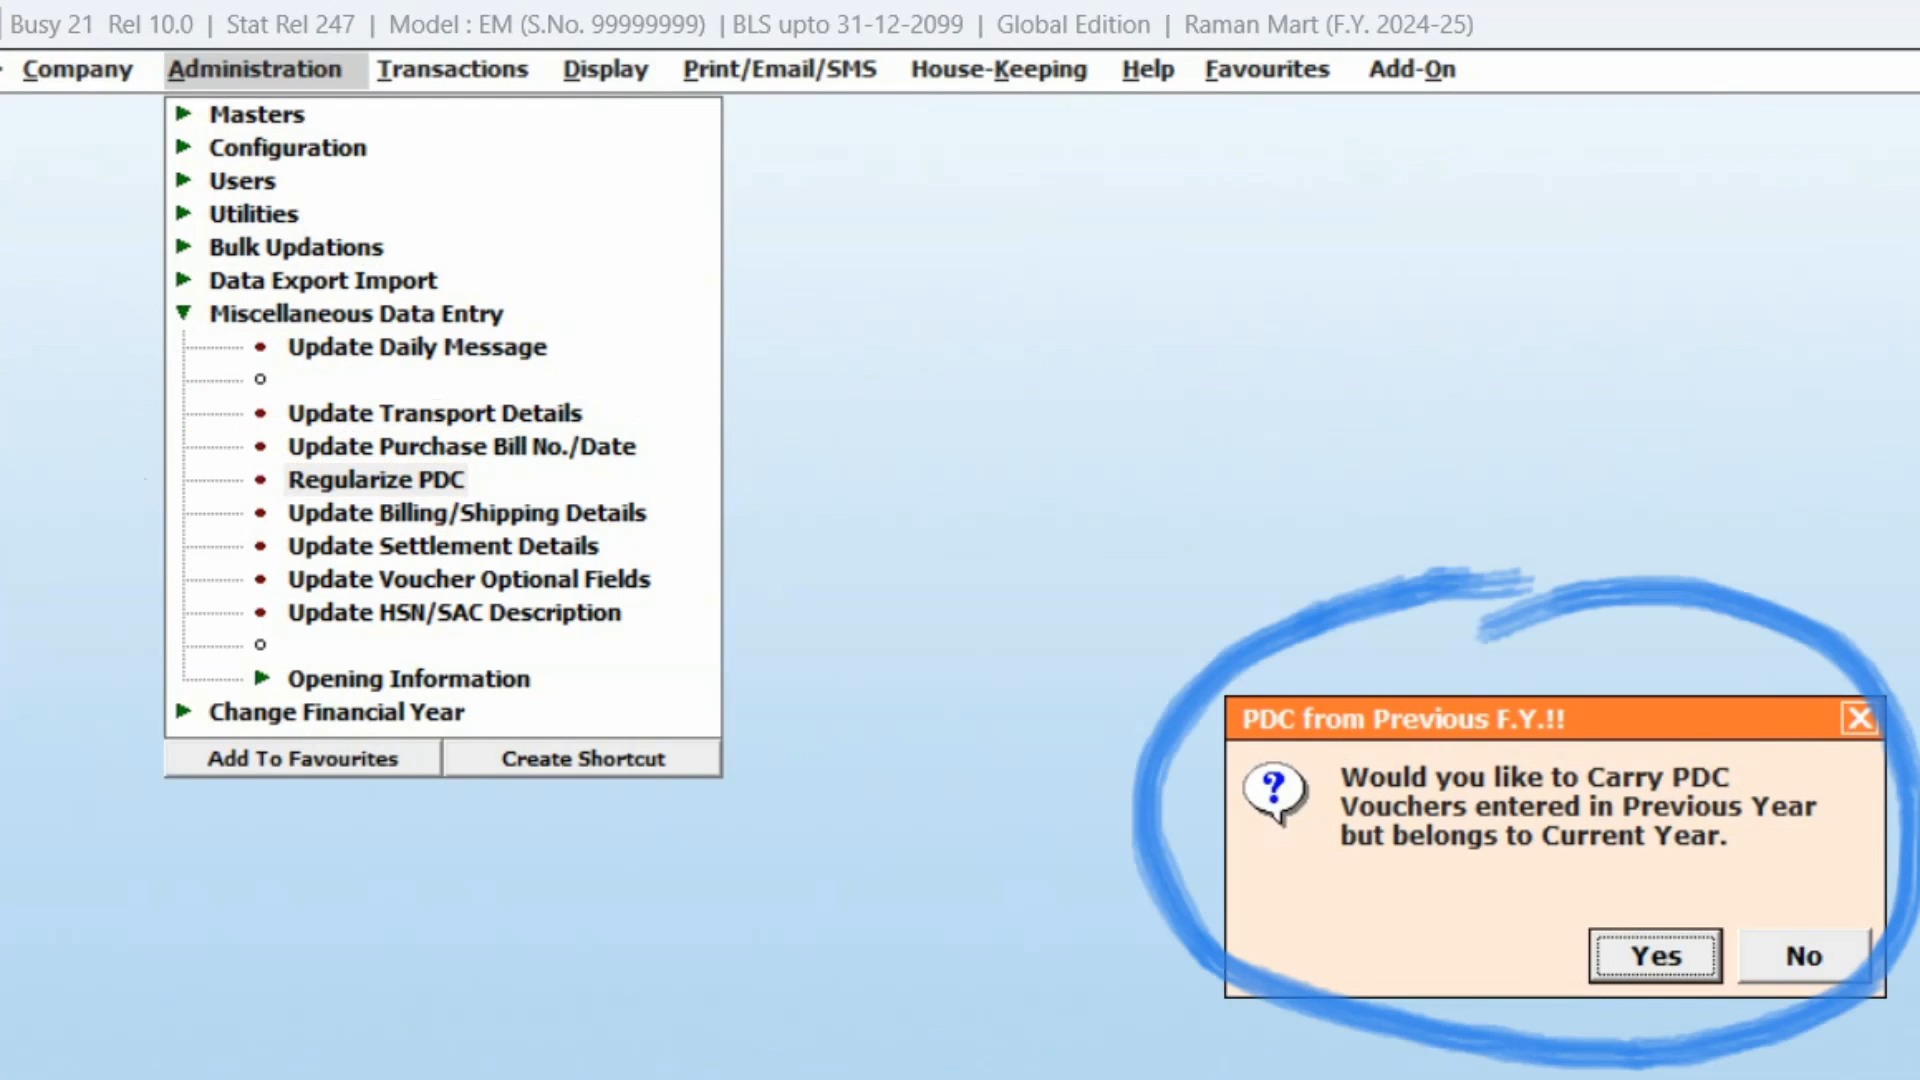 Busy 21 Rel 10.0 | Stat Rel 247 | Model : EM (S.No. 99999999) | BLS upto 31-12-2099 | Global Edition | Raman Mart (F.Y. 2024-25)
Company Administration Transactions Display Print/Email/SMS House-Keeping Help Favourites Add-On
Masters
Configuration
Users
Utilities
Bulk Updations
Data Export Import
Miscellaneous Data Entry
Update Daily Message
Update Transport Details
Update Purchase Bill No./Date
Regularize PDC
Update Billing/Shipping Details
Update Settlement Details
Update Voucher Optional Fields
Update HSN/SAC Description
Opening Information
Change Financial Year
Add To Favourites Create Shortcut
PDC from Previous F.Y.!!
Would you like to Carry PDC
Vouchers entered in Previous Year
but belongs to Current Year.
Yes No